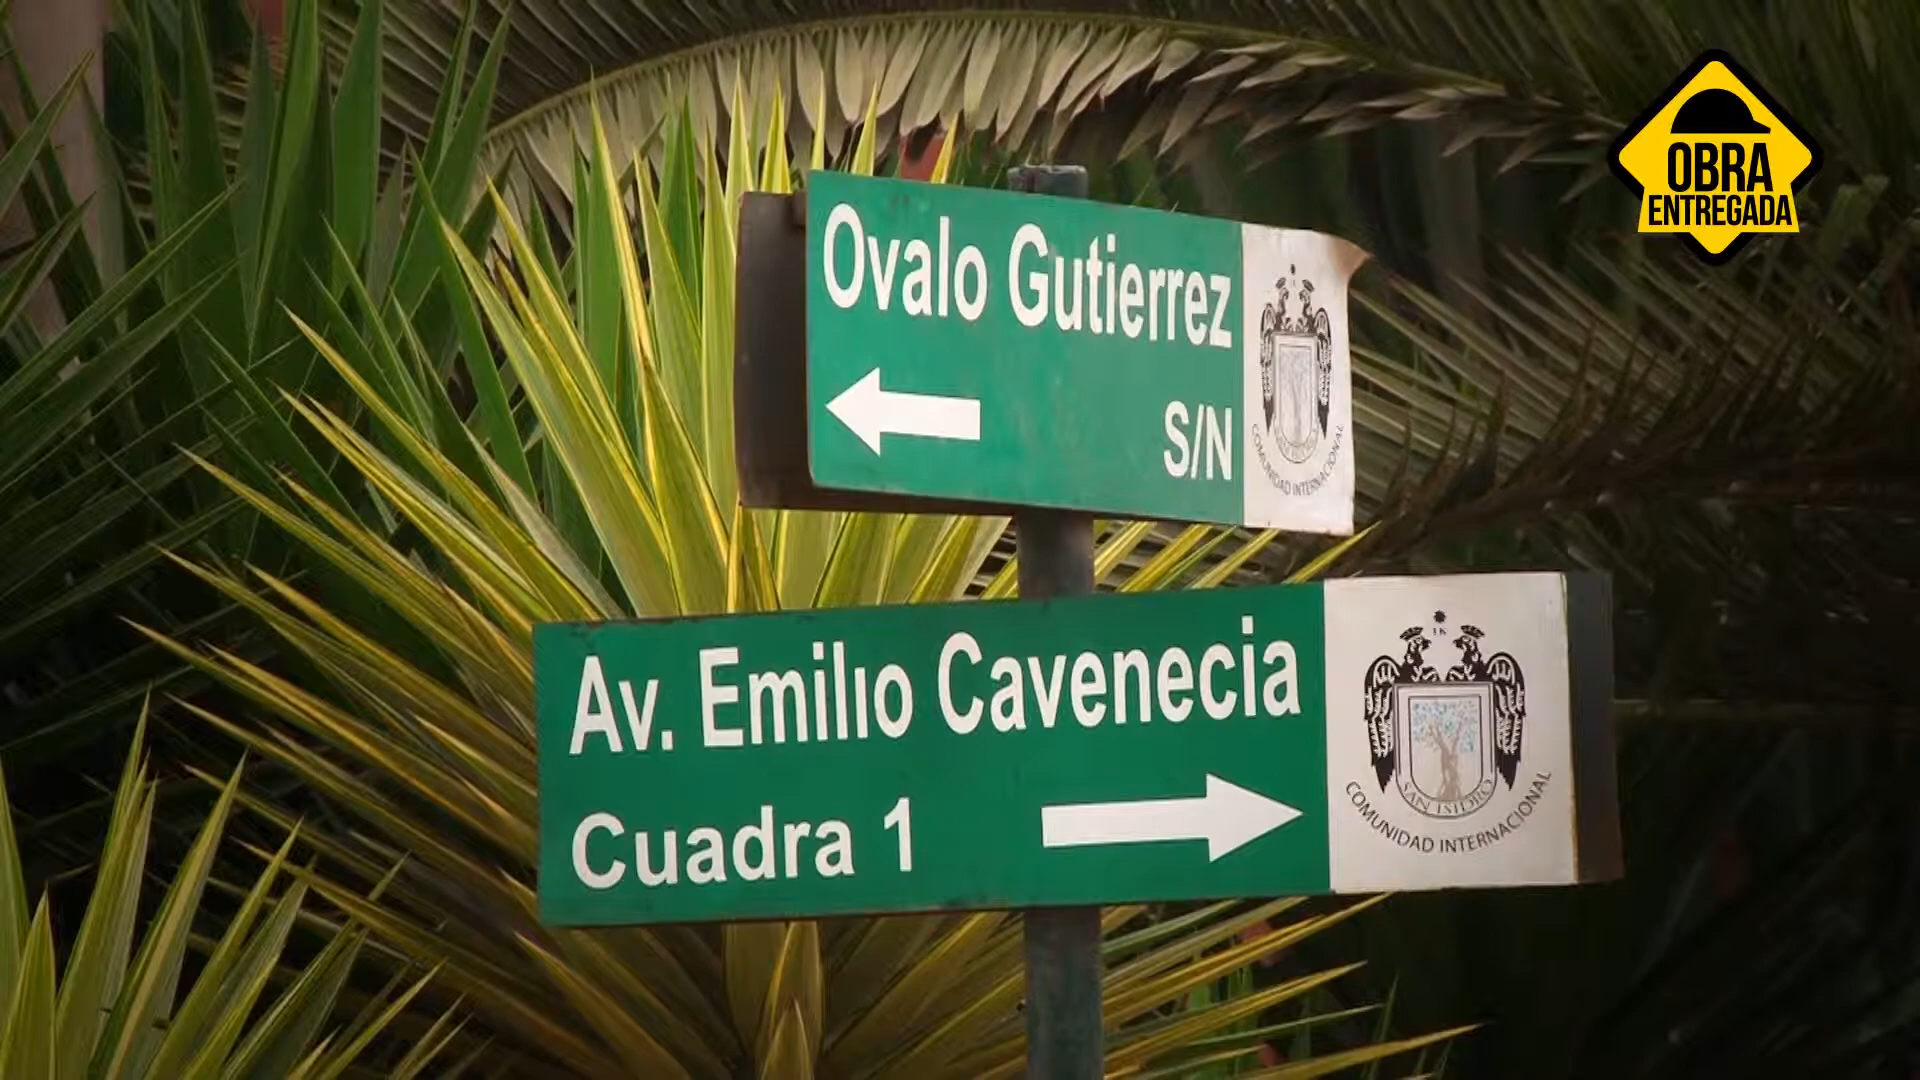 OBRA
ENTREGADA
Ovalo Gutierrez
S/N
COMUNIDAD INTERNACIONAL
Av. Emilio Cavenecia
Cuadra 1
SAN ISIDRO
COMUNIDAD INTERNACIONAL